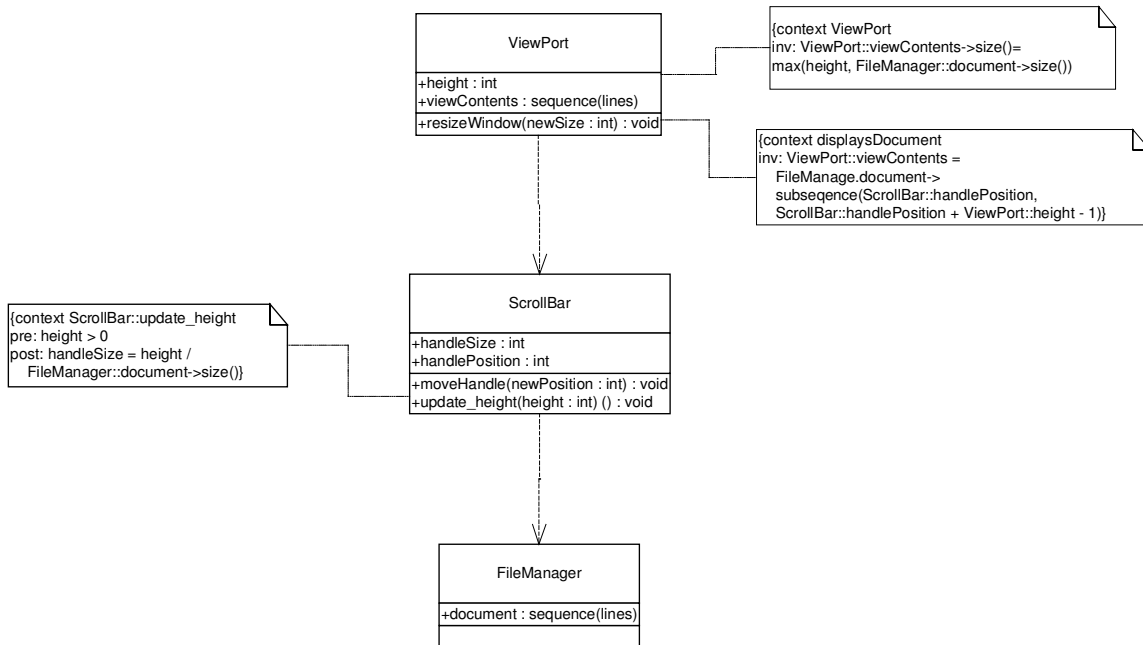 ViewPort
+height : int
+viewContents : sequence(lines)
+resizeWindow(newSize : int) : void
{context ViewPort
inv: ViewPort::viewContents->size()=
max(height, FileManager::document->size())
{context displaysDocument
inv: ViewPort::viewContents =
FileManage.document->
subseqence(ScrollBar::handlePosition,
ScrollBar::handlePosition + ViewPort::height - 1)}
{context ScrollBar::update_height
pre: height > 0
post: handleSize = height /
FileManager::document->size()}
ScrollBar
+handleSize : int
+handlePosition : int
+moveHandle(newPosition : int) : void
+update_height(height : int) () : void
FileManager
+document : sequence(lines)